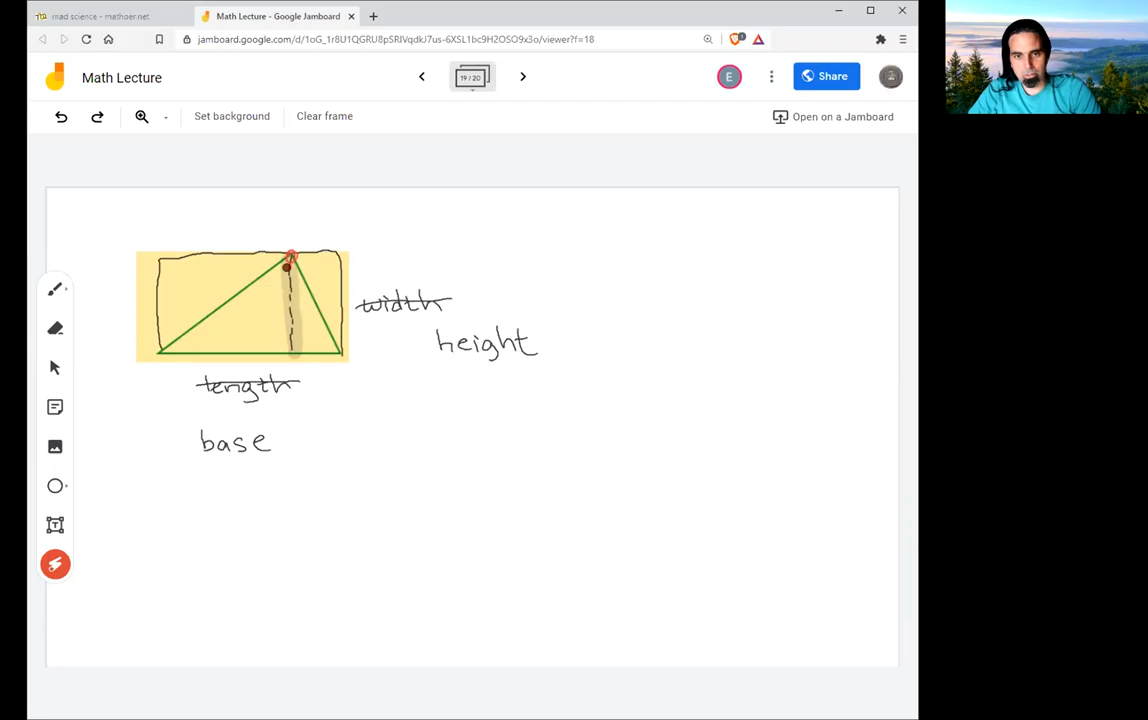 mad science - mathoer.net
Math Lecture - Google Jamboard
jamboard.google.com/d/1oG_1r8U1QGRU8pSRIVqdkJ7us-6XSL1bc9H2OSO9x3o/viewer?f=18
Math Lecture
19 / 20
E
Share
Set background
Clear frame
Open on a Jamboard
width
height
length
base